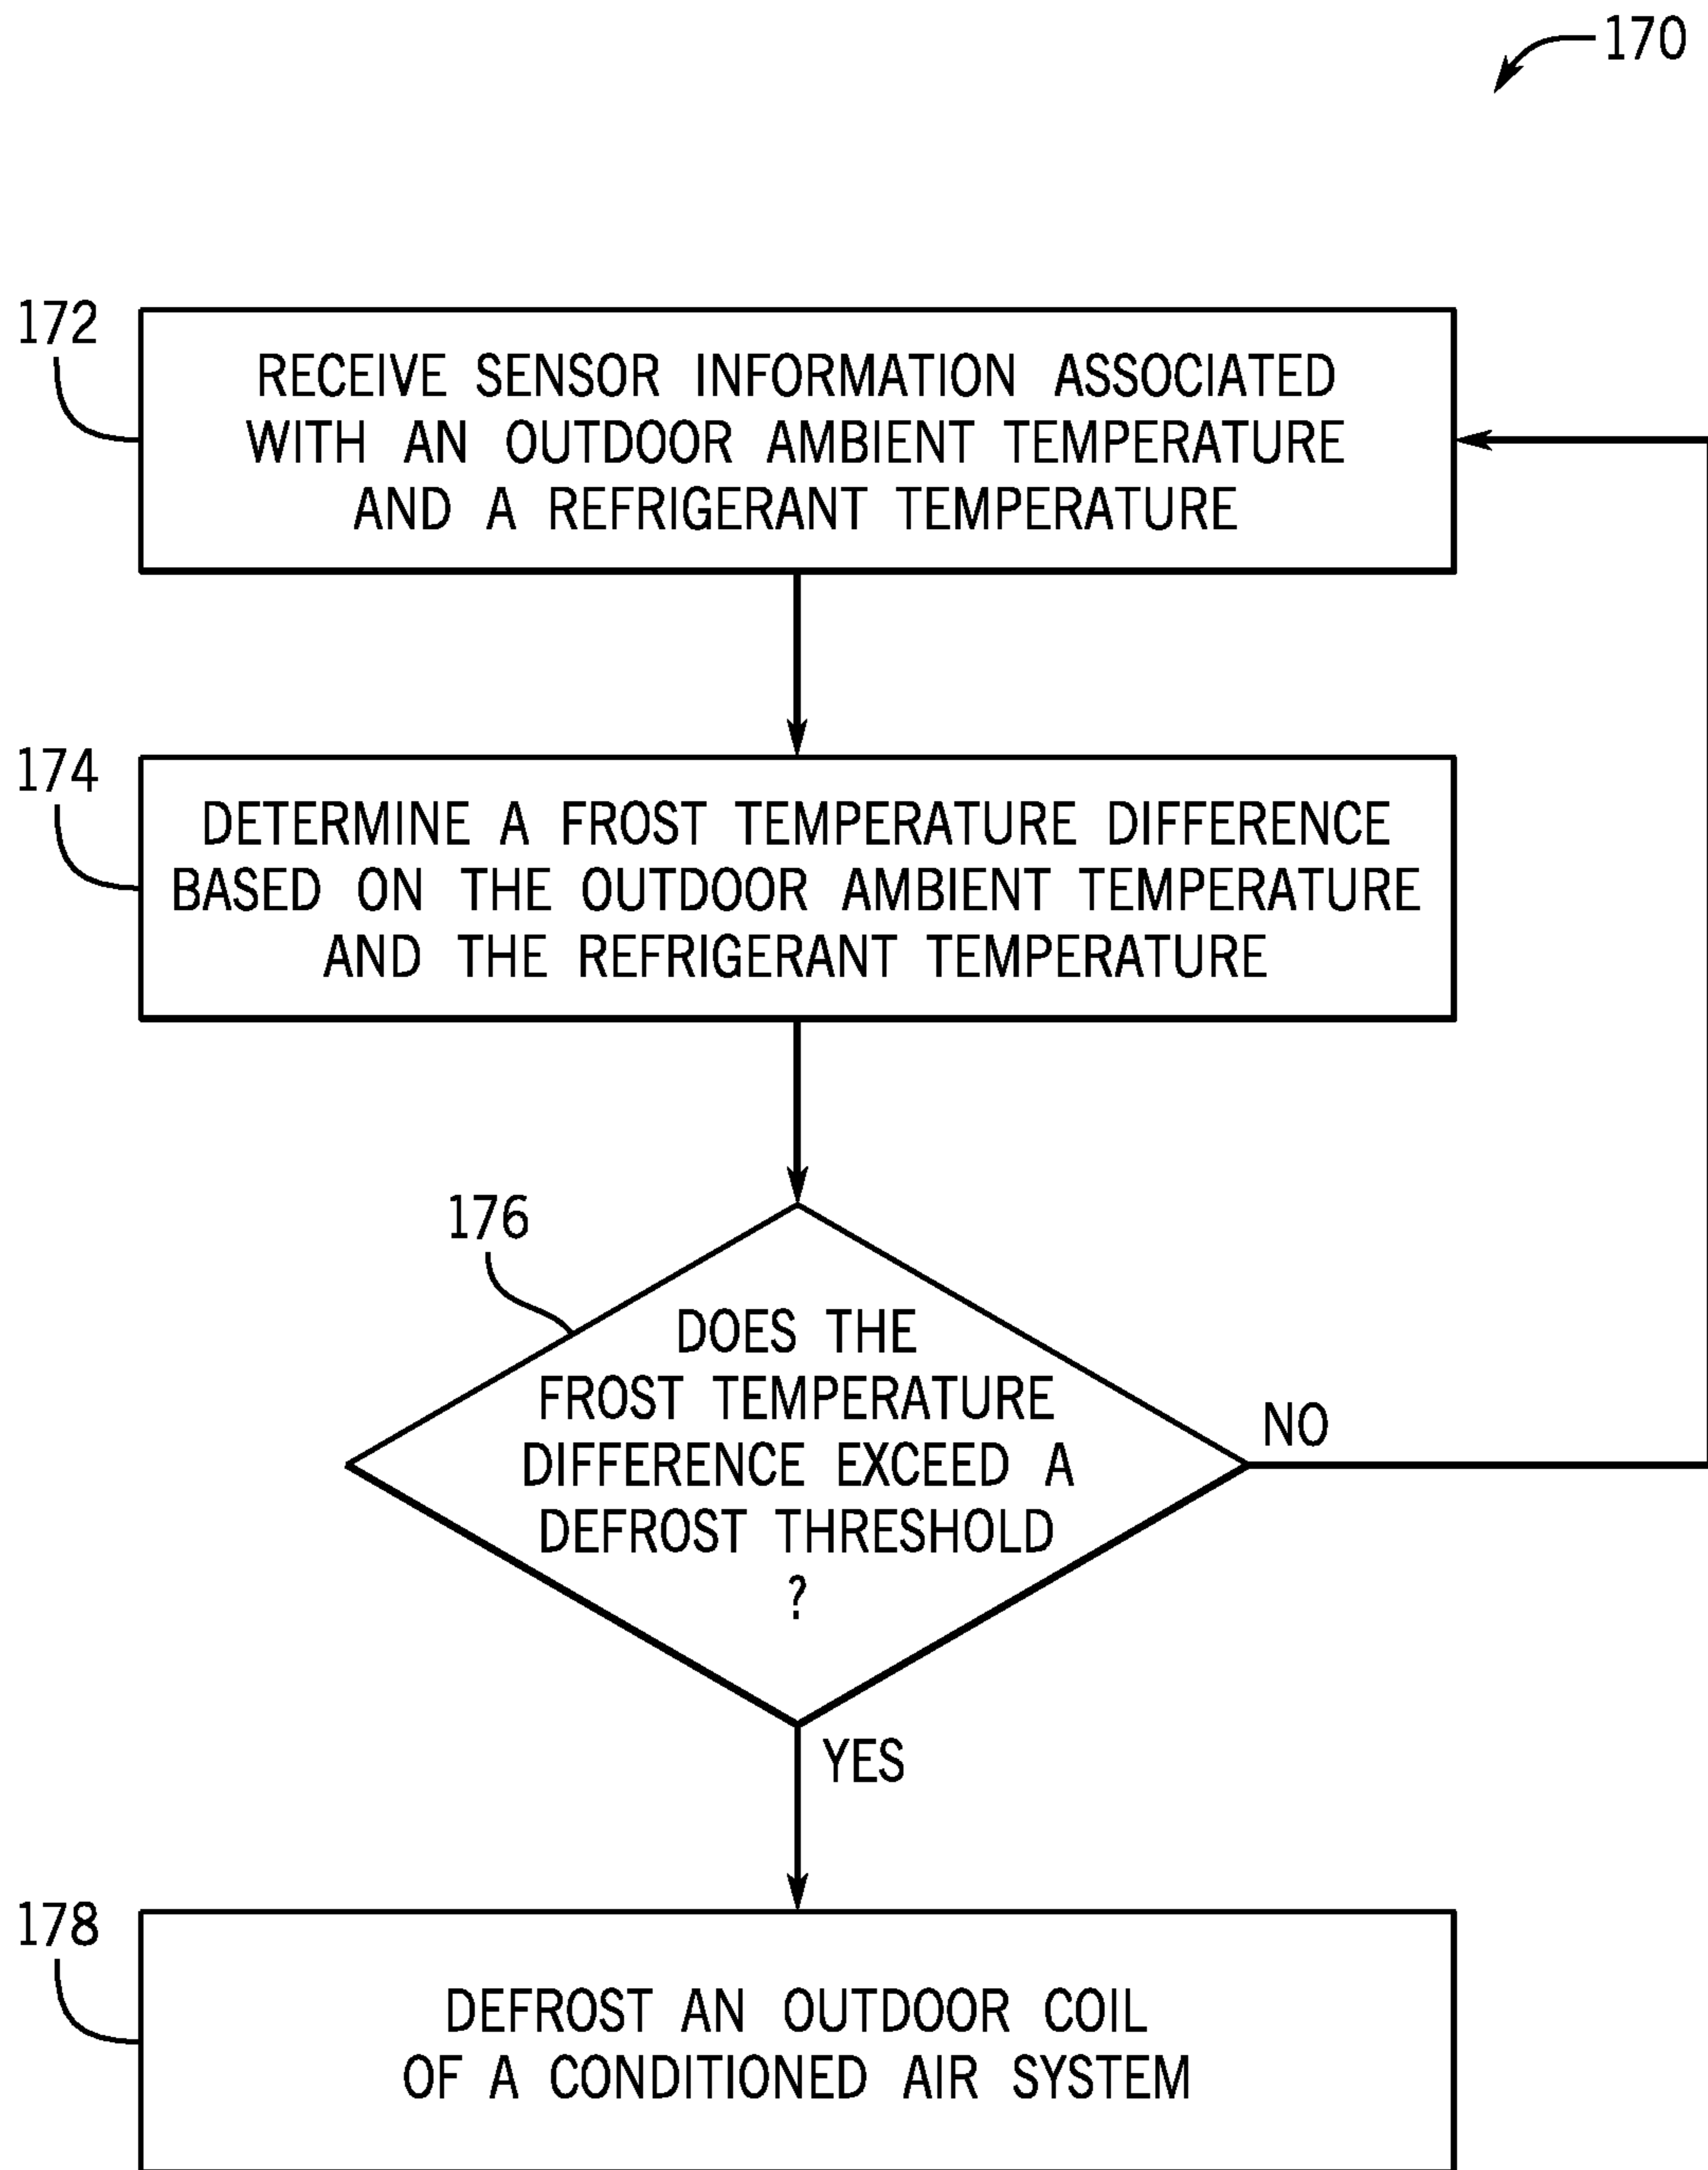 170
172
RECEIVE SENSOR INFORMATION ASSOCIATED
WITH AN OUTDOOR AMBIENT TEMPERATURE
AND A REFRIGERANT TEMPERATURE
174
DETERMINE A FROST TEMPERATURE DIFFERENCE
BASED ON THE OUTDOOR AMBIENT TEMPERATURE
AND THE REFRIGERANT TEMPERATURE
176
DOES THE
FROST TEMPERATURE
DIFFERENCE EXCEED A
DEFROST THRESHOLD
?
NO
YES
178
DEFROST AN OUTDOOR COIL
OF A CONDITIONED AIR SYSTEM